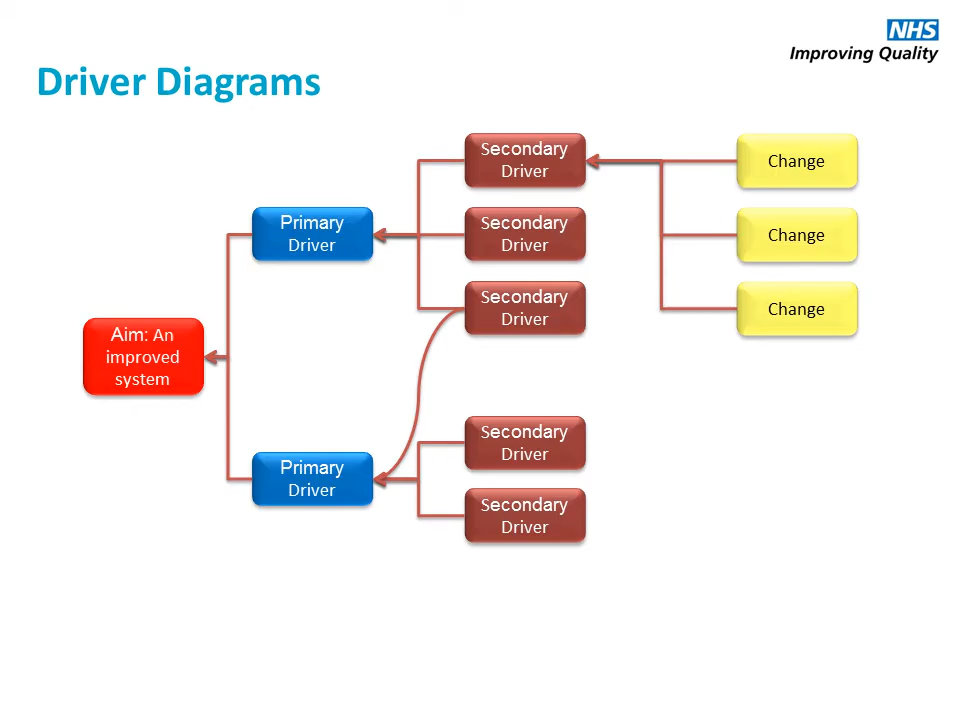 NHS
Improving Quality
Driver Diagrams
Secondary
Driver
Change
Primary
Driver
Secondary
Driver
Change
Secondary
Driver
Change
Aim: An
improved
system
Secondary
Driver
Primary
Driver
Secondary
Driver